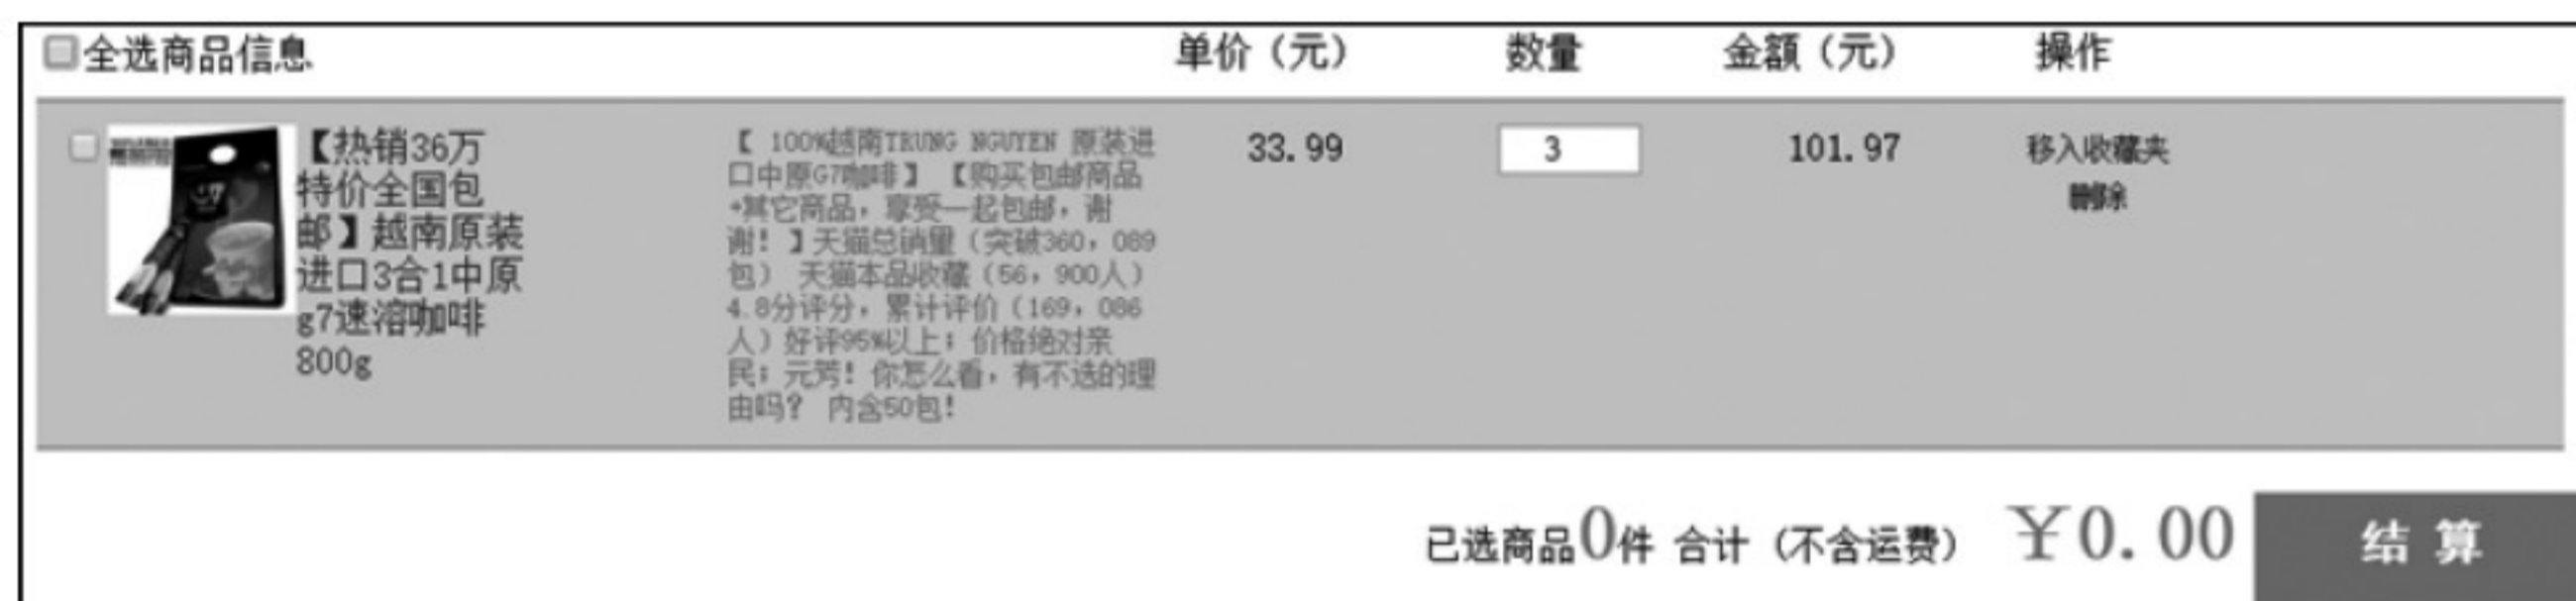 全选商品信息 单价（元） 数量 金额（元） 操作
【热销36万
特价全国包
邮】越南原装
进口3合1中原
g7速溶咖啡
800g
【 100%越南TRUNG NGUYEN 原装进
口中原G7咖啡】 【购买包邮商品
+其它商品，享受一起包邮，谢
谢！】天猫总销量（突破360，089
包） 天猫本品收藏（56，900人）
4.8分评分，累计评价（169，086
人）好评95%以上；价格绝对亲
民；元芳！你怎么看，有不选的理
由吗？ 内含50包！
33.99
3
101.97
移入收藏夹
删除
已选商品0件 合计（不含运费） ￥0.00
结 算